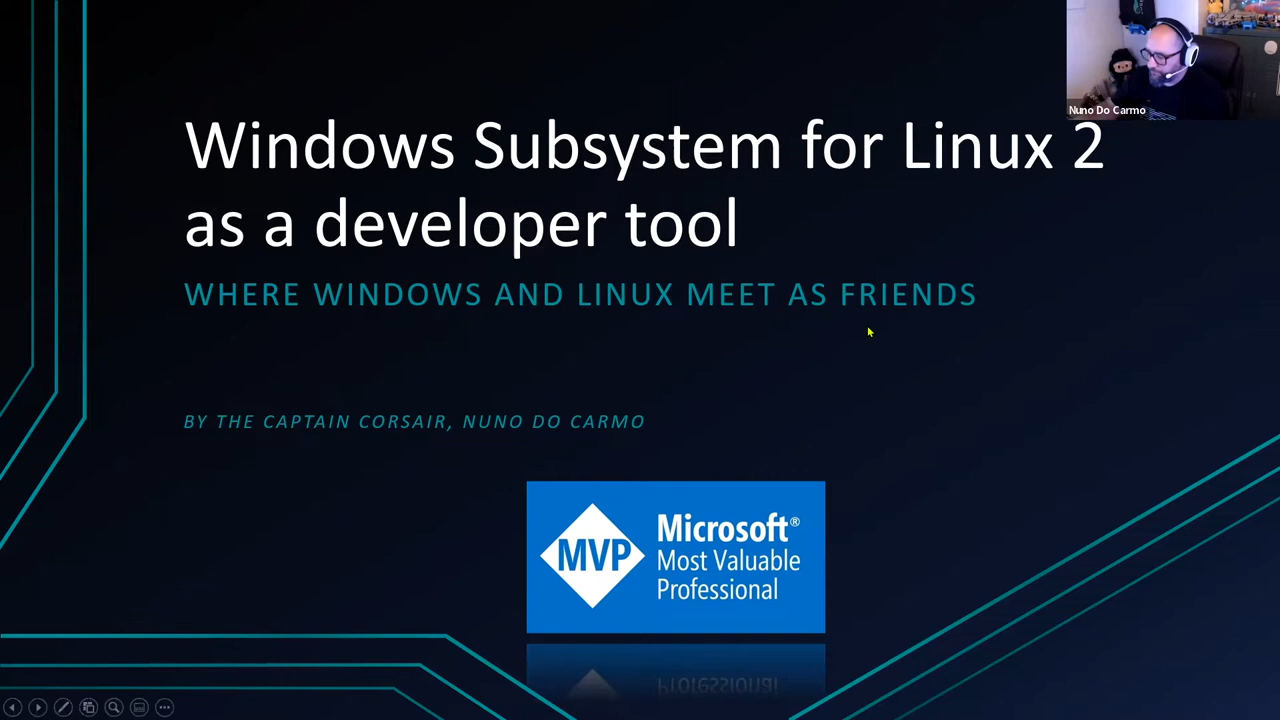 Nuno Do Carmo
Windows Subsystem for Linux 2
as a developer tool
WHERE WINDOWS AND LINUX MEET AS FRIENDS
BY THE CAPTAIN CORSAIR, NUNO DO CARMO
MVP
Microsoft®
Most Valuable
Professional
Professional